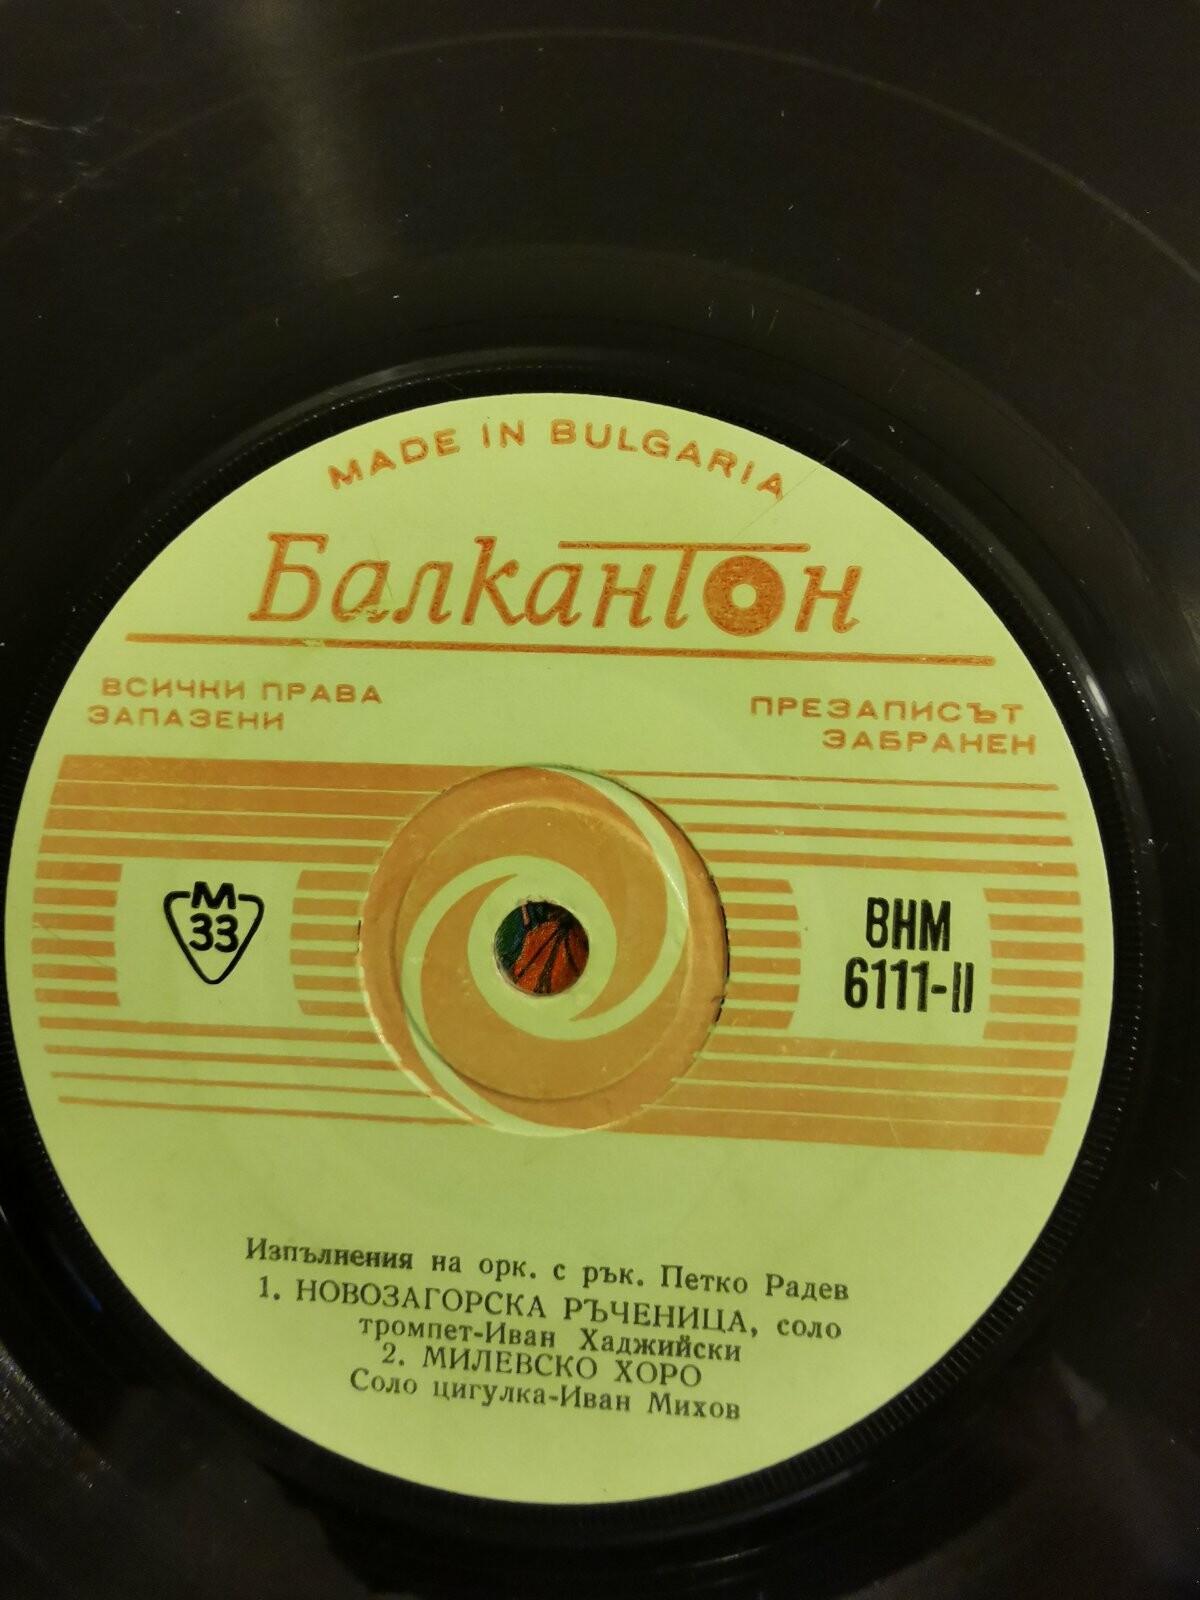 MADE IN BULGARIA
Балкантон
ВСИЧКИ ПРАВА
ЗАПАЗЕНИ
ПРЕЗАПИСЪТ
ЗАБРАНЕН
М
33
ВНМ
6111-II
Изпълнения на орк. с рък. Петко Радев
1. НОВОЗАГОРСКА РЪЧЕНИЦА, соло
тромпет-Иван Хаджийски
2. МИЛЕВСКО ХОРО
Соло цигулка-Иван Михов